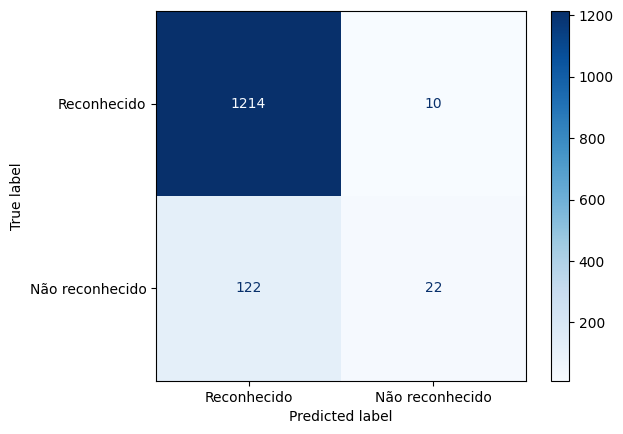 True label
Reconhecido
Não reconhecido
1214
10
122
22
Reconhecido
Não reconhecido
Predicted label
1200
1000
800
600
400
200